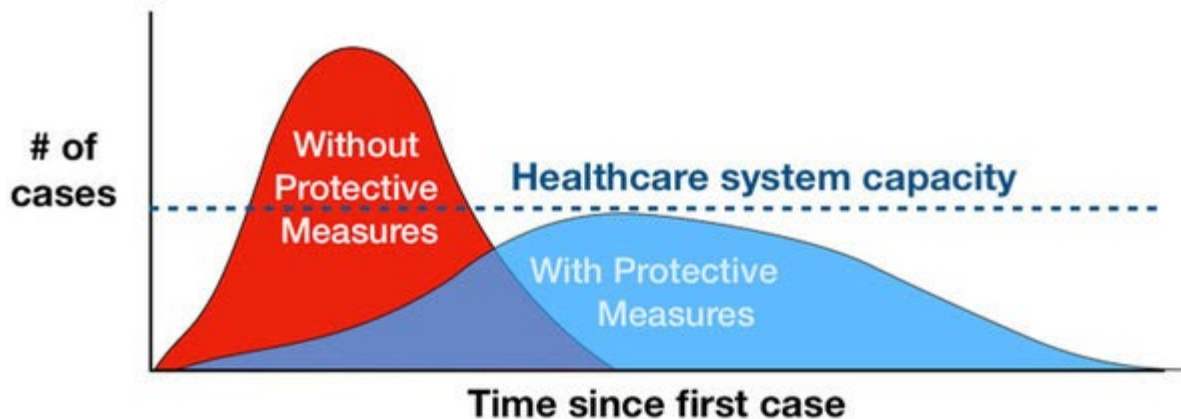 # of
cases
Without
Protective
Measures
Healthcare system capacity
With Protective
Measures
Time since first case